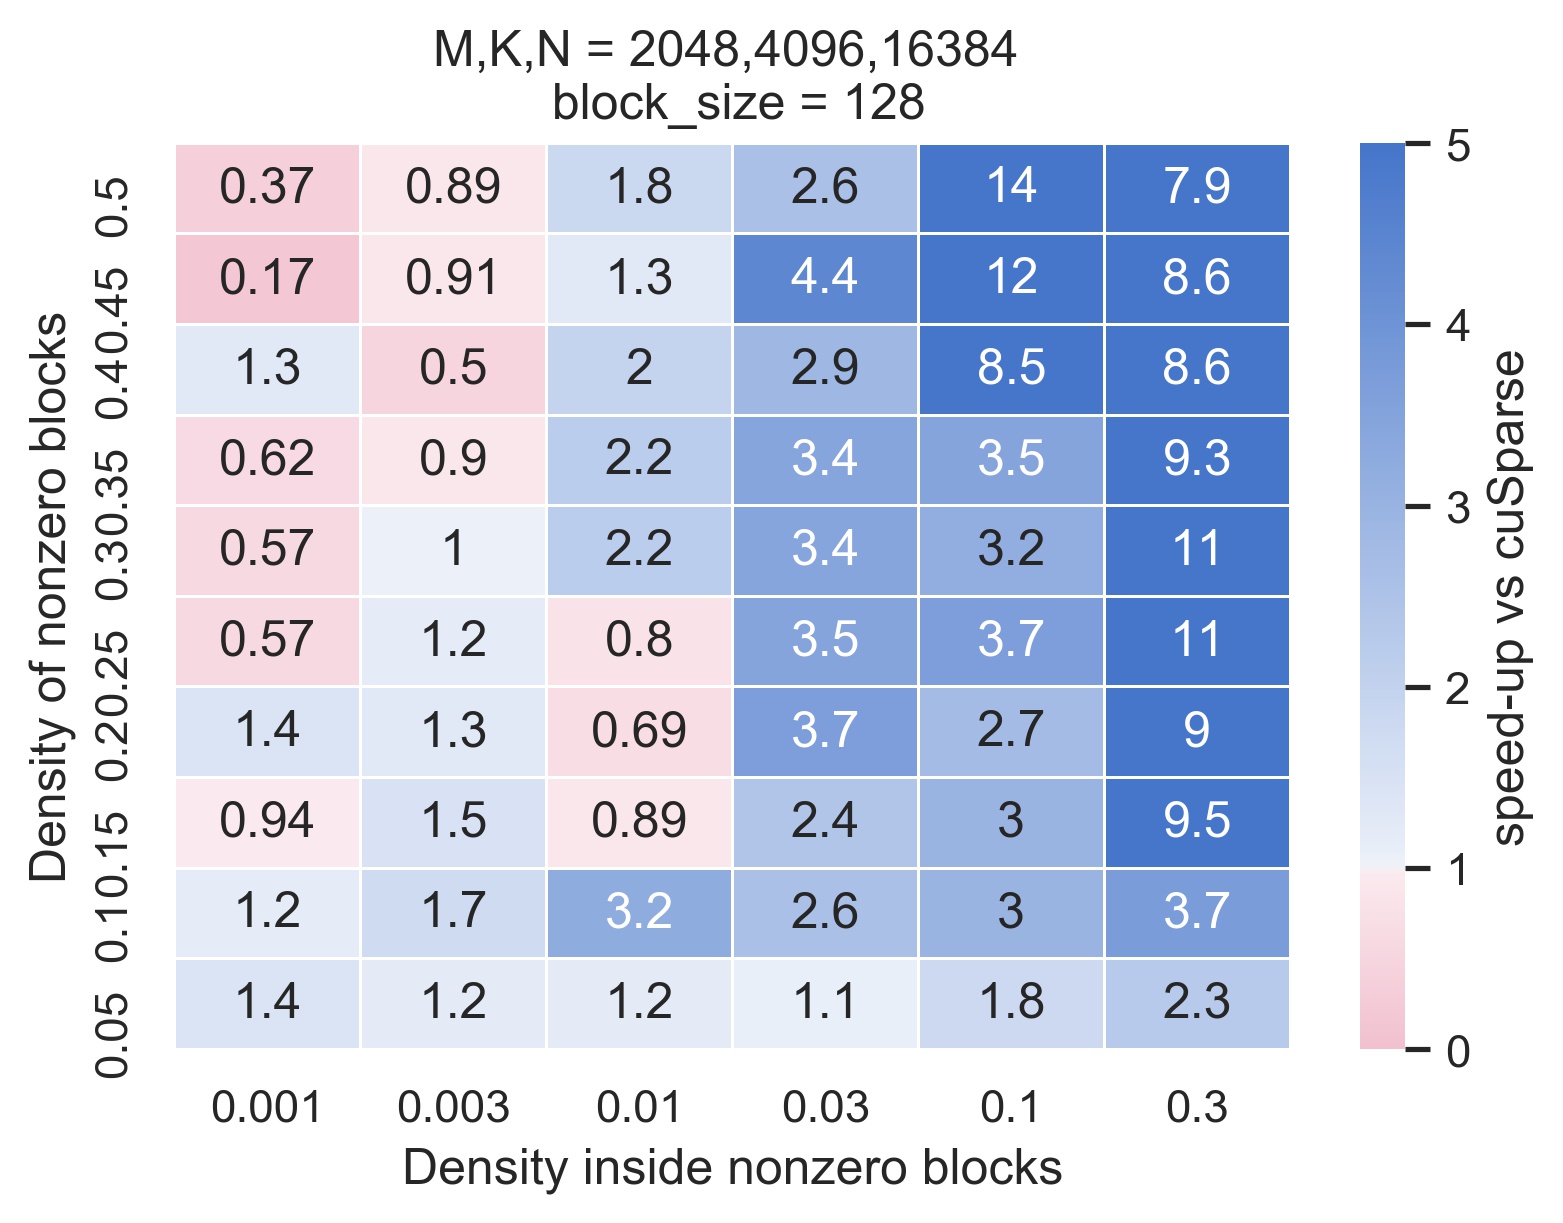 M,K,N = 2048,4096,16384
block_size = 128
Density of nonzero blocks
0.5 0.37 0.89 1.8 2.6 14 7.9
0.45 0.17 0.91 1.3 4.4 12 8.6
0.4 1.3 0.5 2 2.9 8.5 8.6
0.35 0.62 0.9 2.2 3.4 3.5 9.3
0.3 0.57 1 2.2 3.4 3.2 11
0.25 0.57 1.2 0.8 3.5 3.7 11
0.2 1.4 1.3 0.69 3.7 2.7 9
0.15 0.94 1.5 0.89 2.4 3 9.5
0.1 1.2 1.7 3.2 2.6 3 3.7
0.05 1.4 1.2 1.2 1.1 1.8 2.3
0.001 0.003 0.01 0.03 0.1 0.3
Density inside nonzero blocks
5
4
3
2
1
0
speed-up vs cuSparse